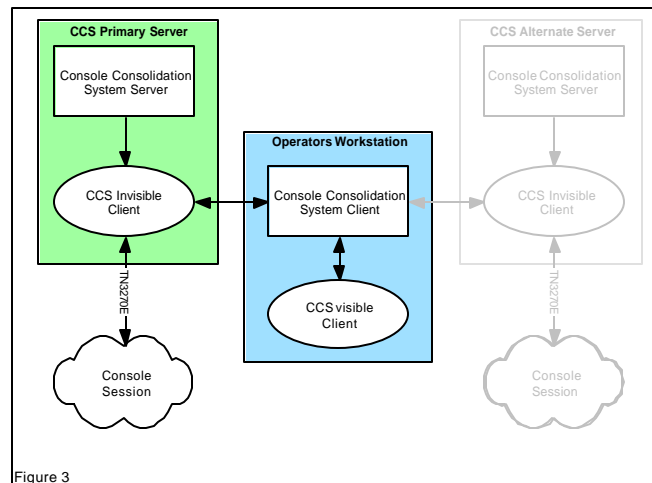 CCS Primary Server
Console Consolidation
System Server
CCS Invisible
Client
TN3270E
Console
Session
Operators Workstation
Console Consolidation
System Client
CCS visible
Client
CCS Alternate Server
Console Consolidation
System Server
CCS Invisible
Client
TN3270E
Console
Session
Figure 3